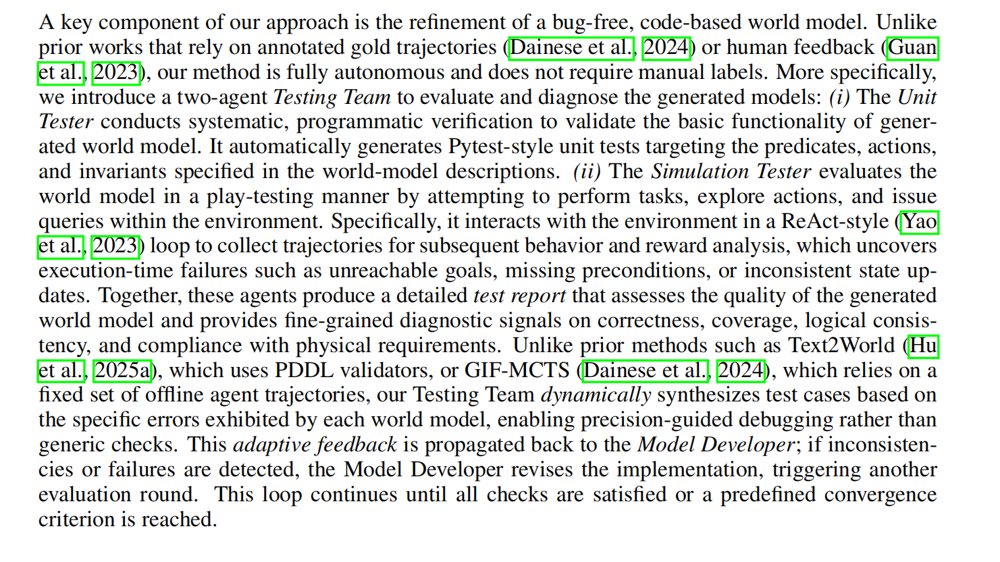 A key component of our approach is the refinement of a bug-free, code-based world model. Unlike
prior works that rely on annotated gold trajectories (Dainese et al., 2024) or human feedback (Guan
et al., 2023), our method is fully autonomous and does not require manual labels. More specifically,
we introduce a two-agent Testing Team to evaluate and diagnose the generated models: (i) The Unit
Tester conducts systematic, programmatic verification to validate the basic functionality of gener-
ated world model. It automatically generates Pytest-style unit tests targeting the predicates, actions,
and invariants specified in the world-model descriptions. (ii) The Simulation Tester evaluates the
world model in a play-testing manner by attempting to perform tasks, explore actions, and issue
queries within the environment. Specifically, it interacts with the environment in a ReAct-style (Yao
et al., 2023) loop to collect trajectories for subsequent behavior and reward analysis, which uncovers
execution-time failures such as unreachable goals, missing preconditions, or inconsistent state up-
dates. Together, these agents produce a detailed test report that assesses the quality of the generated
world model and provides fine-grained diagnostic signals on correctness, coverage, logical consis-
tency, and compliance with physical requirements. Unlike prior methods such as Text2World (Hu
et al., 2025a), which uses PDDL validators, or GIF-MCTS (Dainese et al., 2024), which relies on a
fixed set of offline agent trajectories, our Testing Team dynamically synthesizes test cases based on
the specific errors exhibited by each world model, enabling precision-guided debugging rather than
generic checks. This adaptive feedback is propagated back to the Model Developer; if inconsisten-
cies or failures are detected, the Model Developer revises the implementation, triggering another
evaluation round. This loop continues until all checks are satisfied or a predefined convergence
criterion is reached.